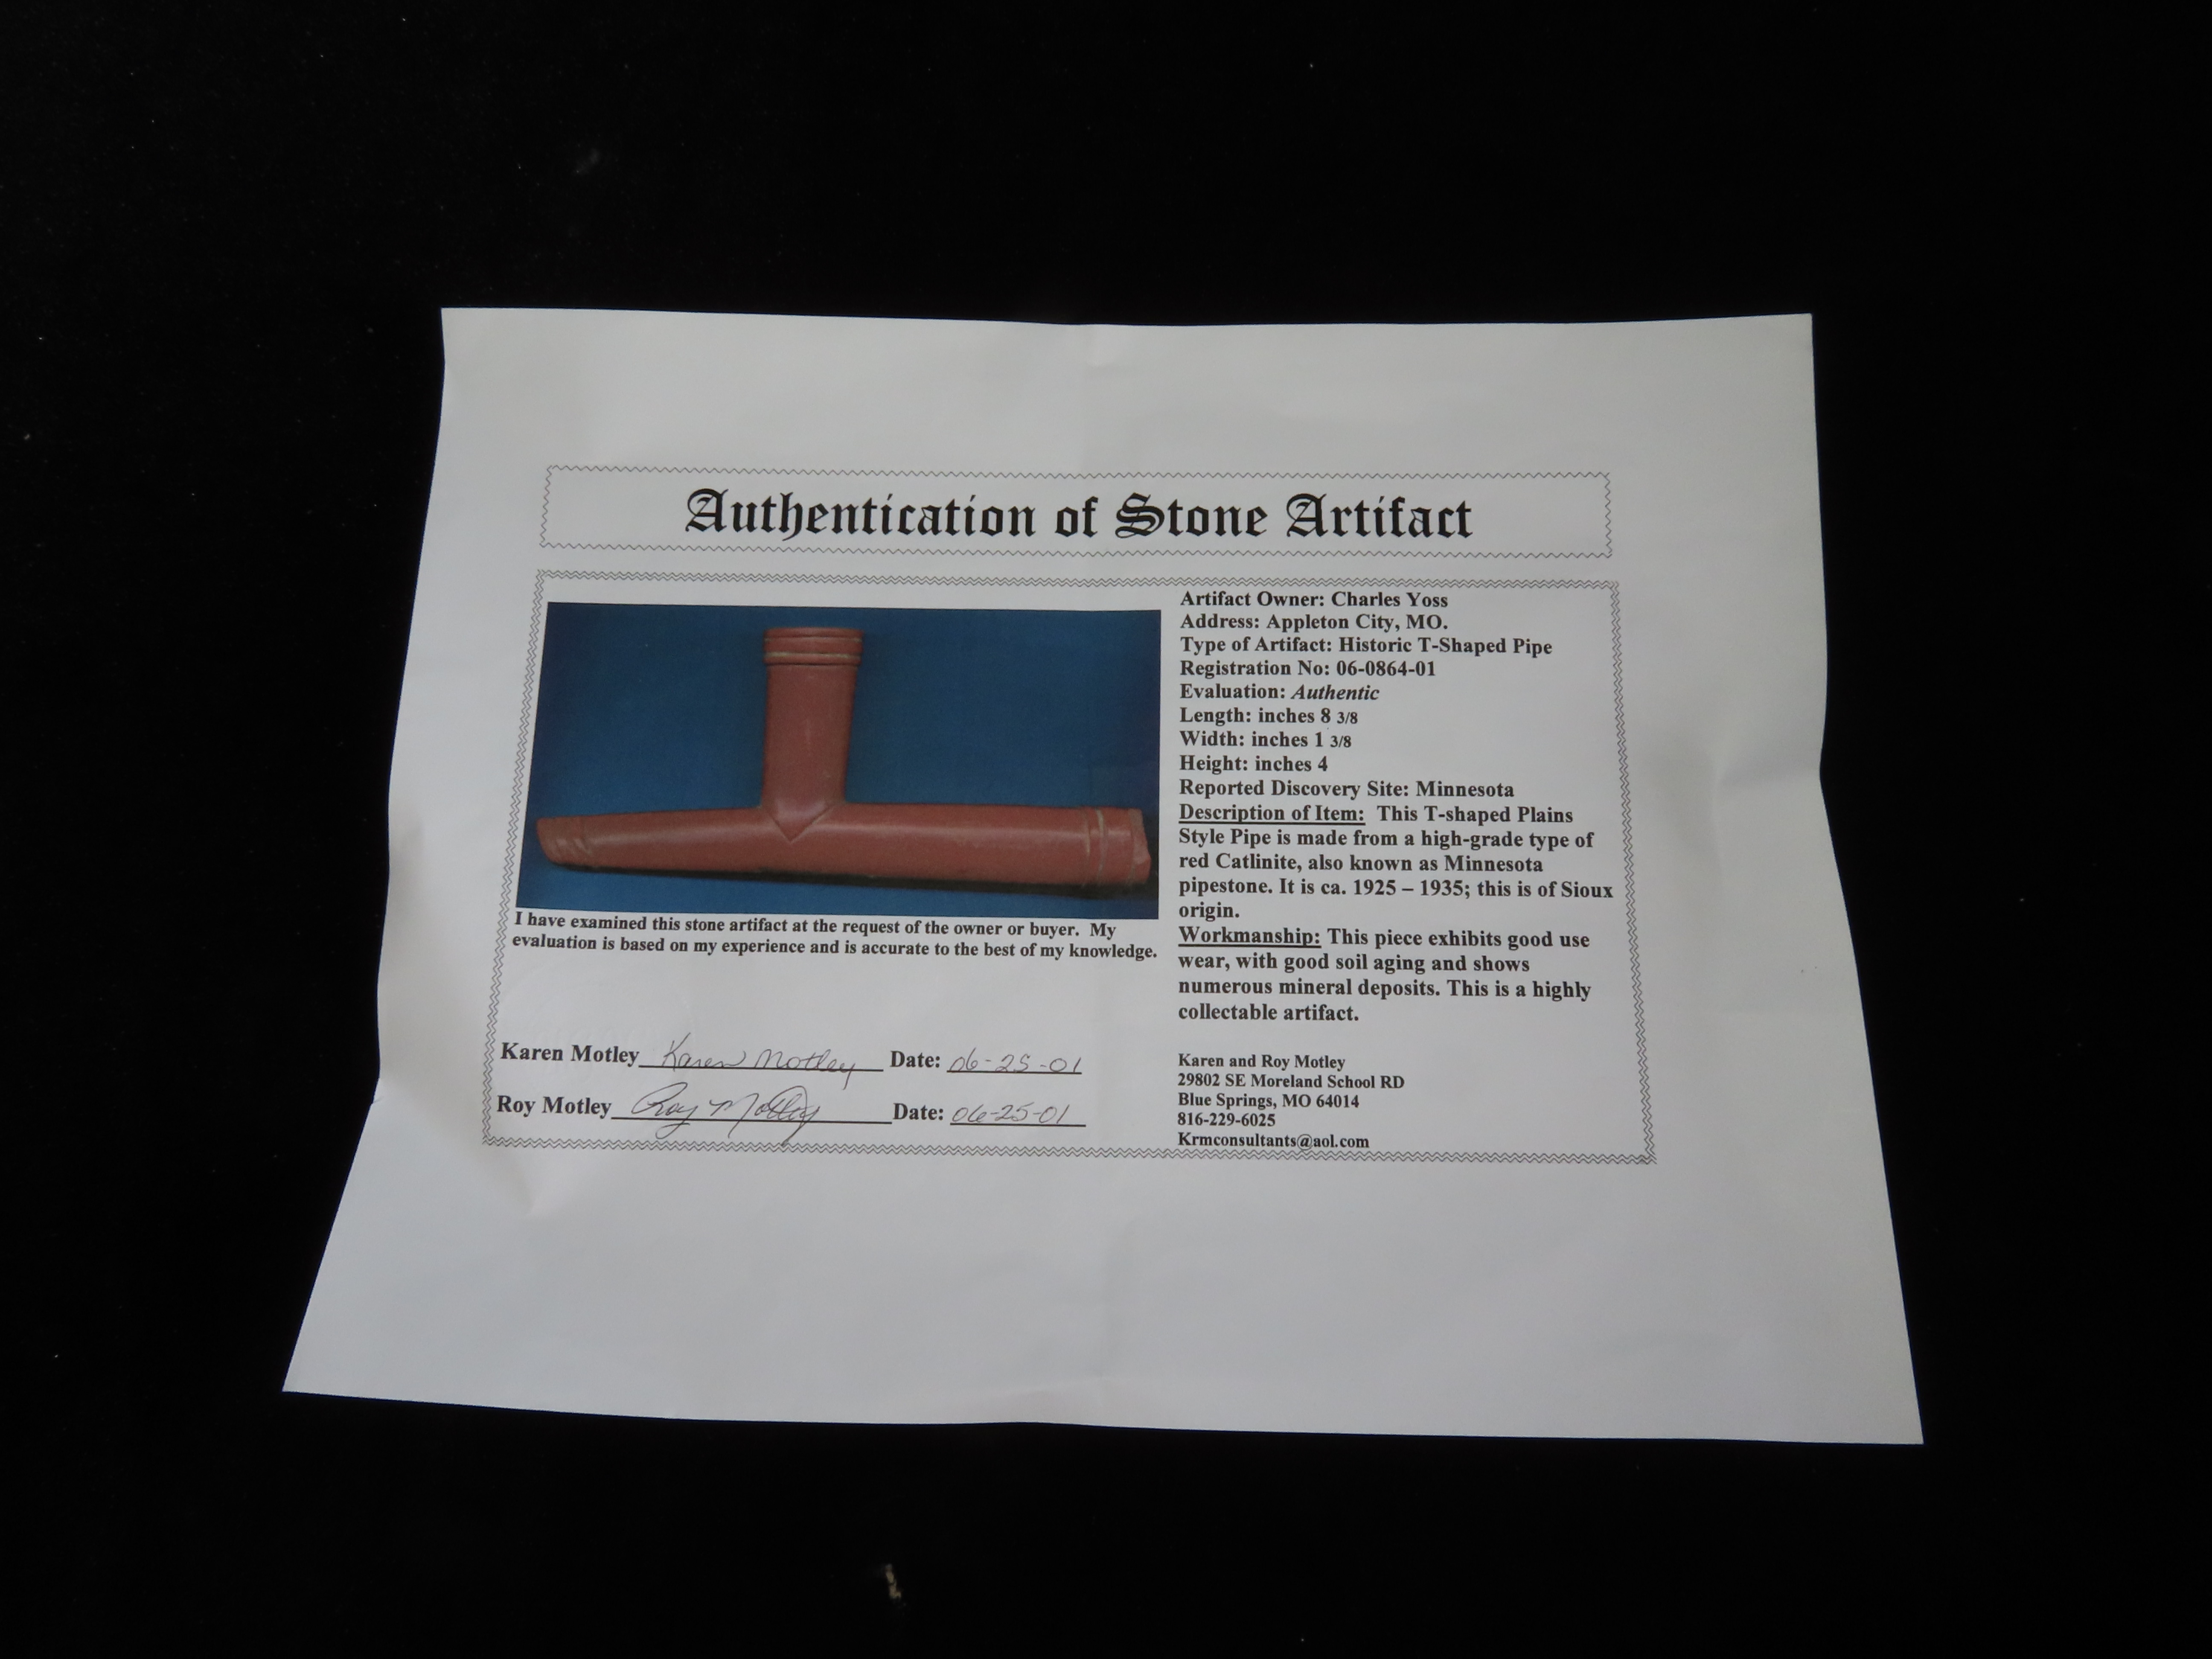 Authentication of Stone Artifact
Artifact Owner: Charles Yoss
Address: Appleton City, MO.
Type of Artifact: Historic T-Shaped Pipe
Registration No: 06-0864-01
Evaluation: Authentic
Length: inches 8 3/8
Width: inches 1 3/8
Height: inches 4
Reported Discovery Site: Minnesota
Description of Item: This T-shaped Plains
Style Pipe is made from a high-grade type of
red Catlinite, also known as Minnesota
pipestone. It is ca. 1925 – 1935; this is of Sioux
origin.
Workmanship: This piece exhibits good use
wear, with good soil aging and shows
numerous mineral deposits. This is a highly
collectable artifact.
I have examined this stone artifact at the request of the owner or buyer. My
evaluation is based on my experience and is accurate to the best of my knowledge.
Karen Motley Karen Motley Date: 06-25-01
Roy Motley Roy Motley Date: 06-25-01
Karen and Roy Motley
29802 SE Moreland School RD
Blue Springs, MO 64014
816-229-6025
Krmconsultants@aol.com